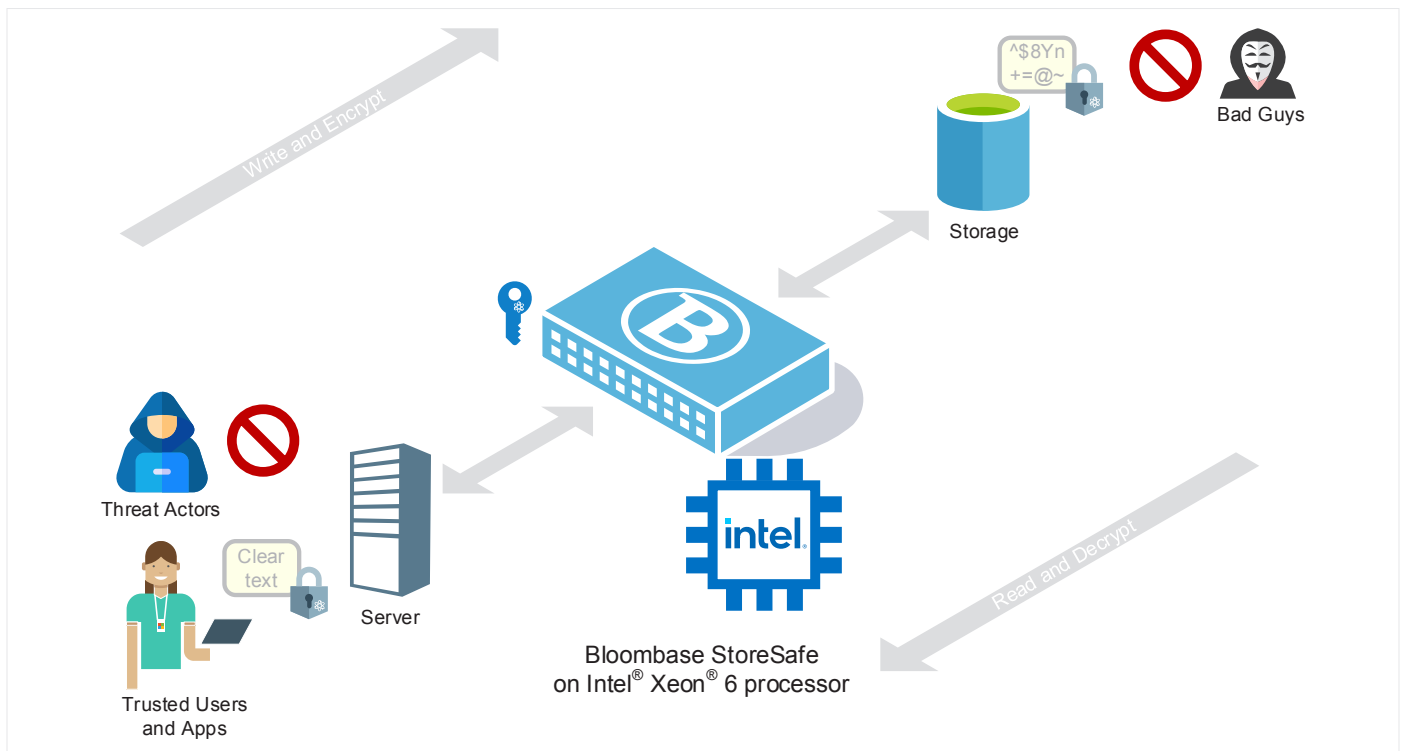 Write and Encrypt
^$8Yn
+=@~
Bad Guys
Storage
B
Threat Actors
Clear
text
Server
intel.
Read and Decrypt
Trusted Users
and Apps
Bloombase StoreSafe
on Intel® Xeon® 6 processor